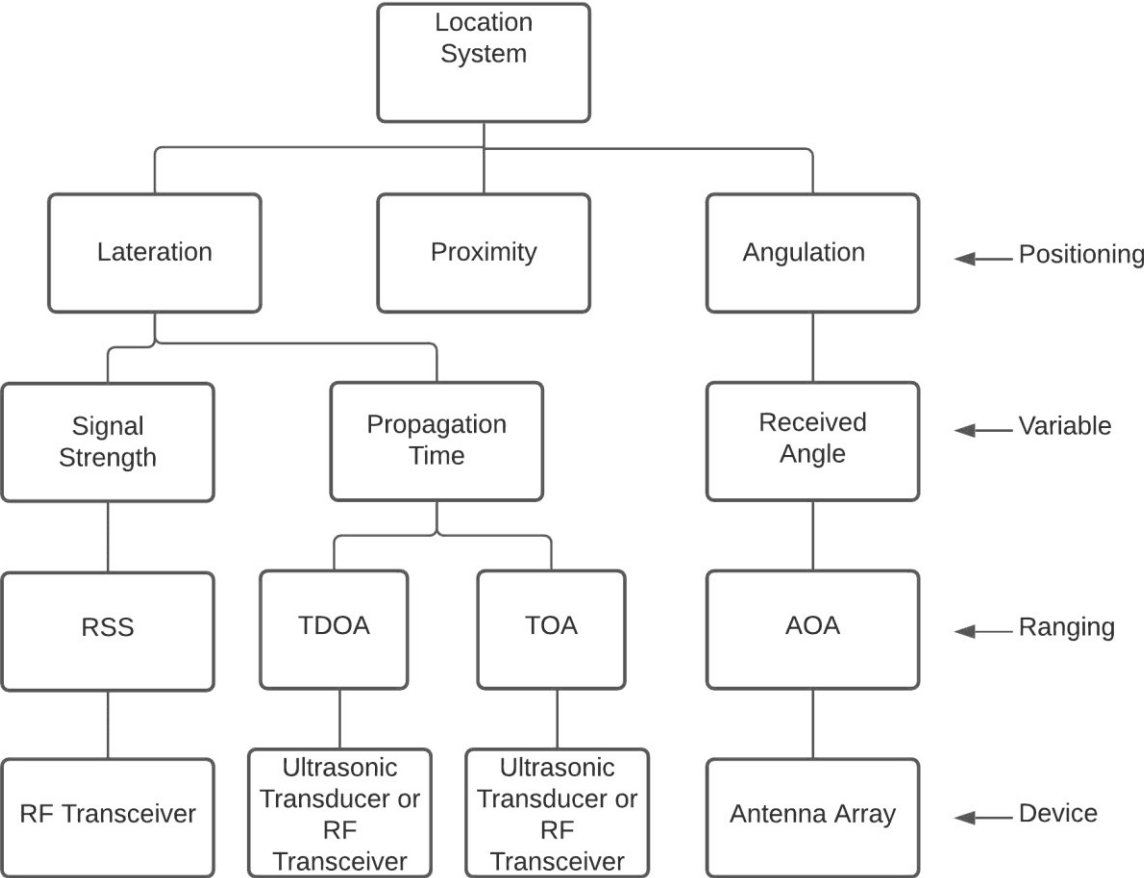 Location
System
Lateration
Proximity
Angulation
Positioning
Signal
Strength
Propagation
Time
Received
Angle
Variable
RSS
TDOA
TOA
AOA
Ranging
RF Transceiver
Ultrasonic
Transducer or
RF
Transceiver
Ultrasonic
Transducer or
RF
Transceiver
Antenna Array
Device